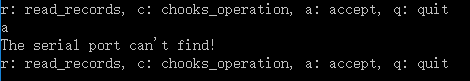 r: read_records, c: chooks_operation, a: accept, q: quit
a
The serial port can't find!
r: read_records, c: chooks_operation, a: accept, q: quit